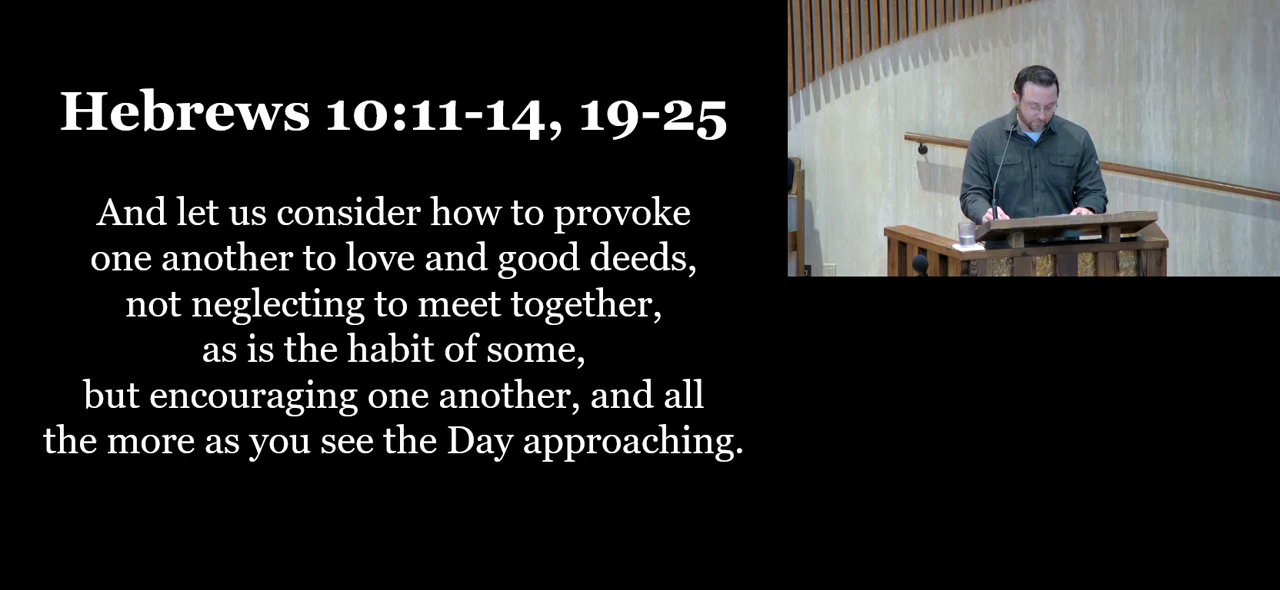 Hebrews 10:11-14, 19-25
And let us consider how to provoke
one another to love and good deeds,
not neglecting to meet together,
as is the habit of some,
but encouraging one another, and all
the more as you see the Day approaching.